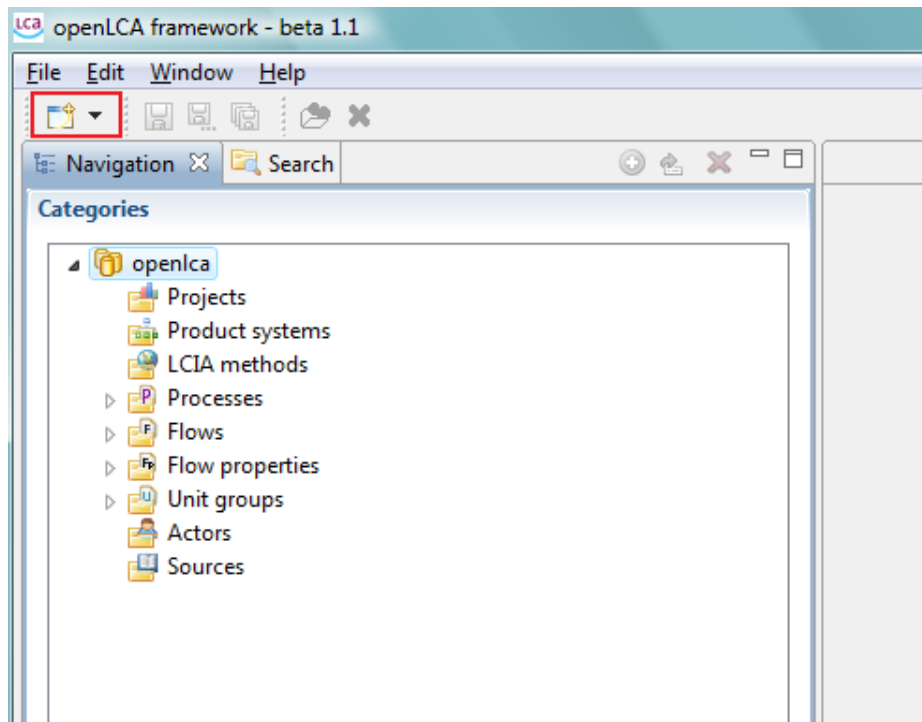 LCA openLCA framework - beta 1.1
File Edit Window Help
Navigation Search
Categories
openlca
Projects
Product systems
LCIA methods
P Processes
F Flows
FP Flow properties
U Unit groups
Actors
Sources